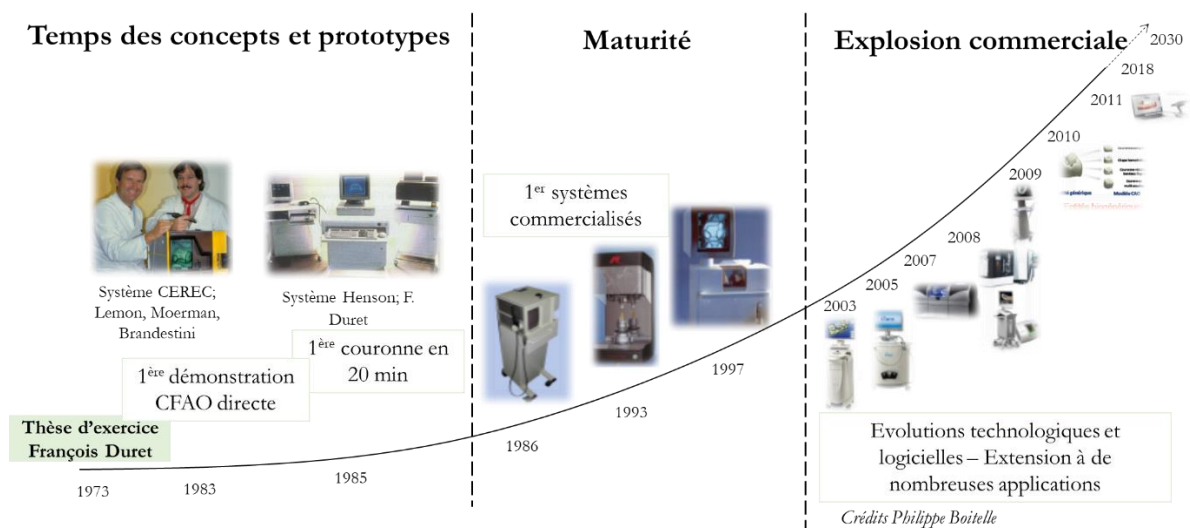 Temps des concepts et prototypes
Maturité
Explosion commerciale
2030
2018
2011
2010
2009
2008
2007
2005
2003
1er systèmes
commercialisés
Système CEREC;
Lemon, Moerman,
Brandestini
Système Henson; F.
Duret
1ère couronne en
20 min
1ère démonstration
CFAO directe
Thèse d'exercice
François Duret
1973
1983
1985
1986
1993
1997
Evolutions technologiques et
logicielles – Extension à de
nombreuses applications
Crédits Philippe Boitelle